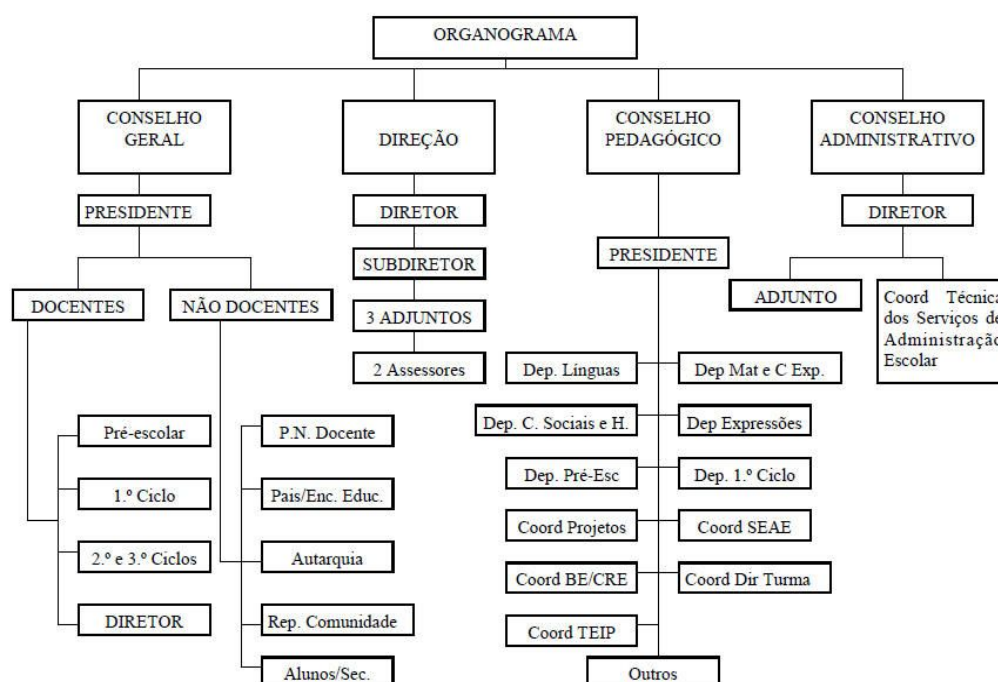 ORGANOGRAMA
CONSELHO
GERAL
DIREÇÃO
CONSELHO
PEDAGÓGICO
CONSELHO
ADMINISTRATIVO
PRESIDENTE
DIRETOR
PRESIDENTE
DIRETOR
DOCENTES
NÃO DOCENTES
SUBDIRETOR
3 ADJUNTOS
2 Assessores
ADJUNTO
Coord Técnica
dos Serviços de
Administração
Escolar
Pré-escolar
1.º Ciclo
2.º e 3.º Ciclos
DIRETOR
P.N. Docente
Pais/Enc. Educ.
Autarquia
Rep. Comunidade
Alunos/Sec.
Dep. Línguas
Dep Mat e C Exp.
Dep. C. Sociais e H.
Dep Expressões
Dep. Pré-Esc
Dep. 1.º Ciclo
Coord Projetos
Coord SEAE
Coord BE/CRE
Coord Dir Turma
Coord TEIP
Outros